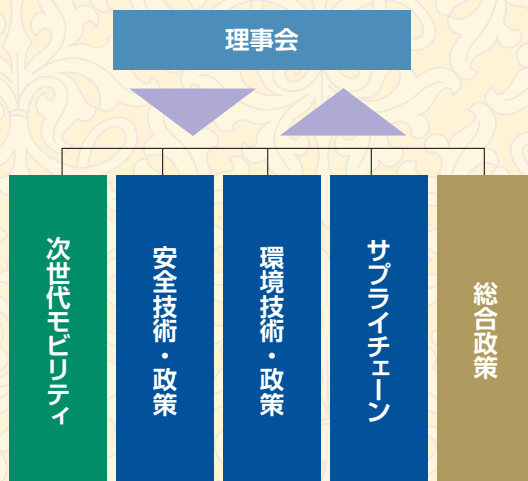 理事会
次世代モビリティ
安全技術・政策
環境技術・政策
サプライチェーン
総合政策